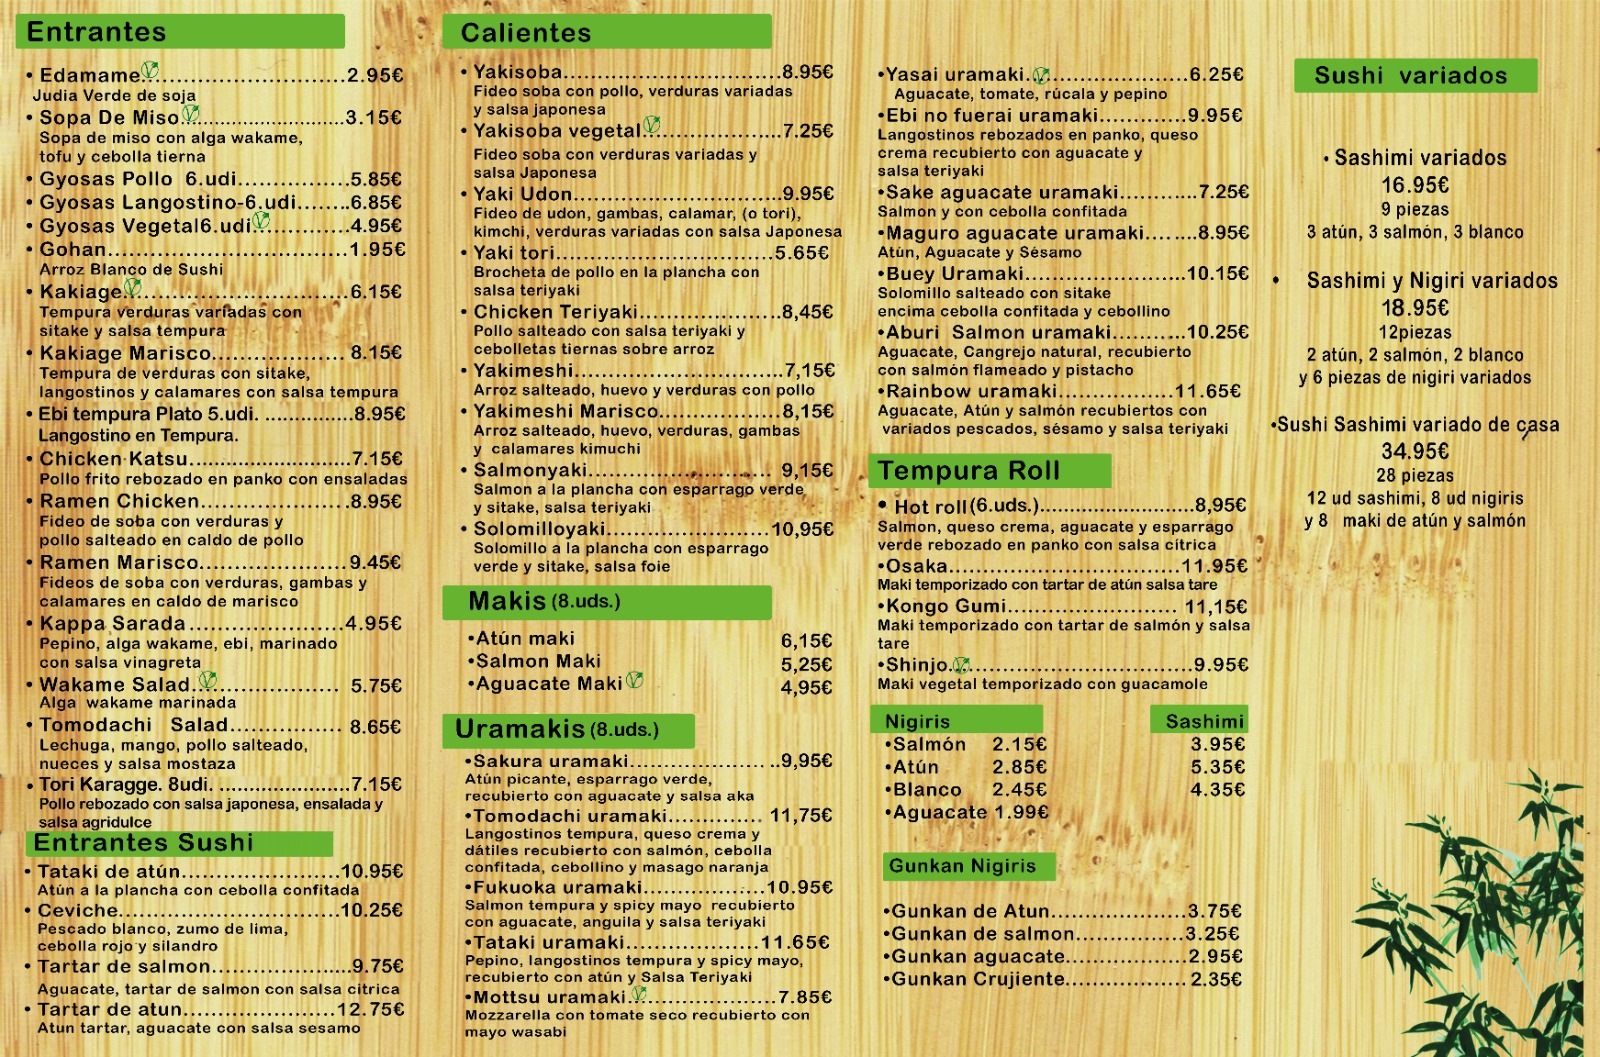 Entrantes
• Edamame..............................2.95€
Judia Verde de soja
• Sopa De Miso..........................3.15€
Sopa de miso con alga wakame,
tofu y cebolla tierna
• Gyosas Pollo 6.udi................5.85€
• Gyosas Langostino-6.udi.......6.85€
• Gyosas Vegetal6.udi..............4.95€
• Gohan..................................1.95€
Arroz Blanco de Sushi
• Kakiage................................6.15€
Tempura verduras variadas con
sitake y salsa tempura
• Kakiage Marisco................... 8.15€
Tempura de verduras con sitake,
langostinos y calamares con salsa tempura
• Ebi tempura Plato 5.udi. ..............8.95€
Langostino en Tempura.
• Chicken Katsu.......................7.15€
Pollo frito rebozado en panko con ensaladas
• Ramen Chicken.....................8.95€
Fideo de soba con verduras y
pollo salteado en caldo de pollo
• Ramen Marisco.....................9.45€
Fideos de soba con verduras, gambas y
calamares en caldo de marisco
• Kappa Sarada......................4.95€
Pepino, alga wakame, ebi, marinado
con salsa vinagreta
• Wakame Salad..................... 5.75€
Alga wakame marinada
• Tomodachi Salad................ 8.65€
Lechuga, mango, pollo salteado,
nueces y salsa mostaza
• Tori Karagge. 8udi. .....................7.15€
Pollo rebozado con salsa japonesa, ensalada y
salsa agridulce
Entrantes Sushi
• Tataki de atún.......................10.95€
Atún a la plancha con cebolla confitada
• Ceviche................................10.25€
Pescado blanco, zumo de lima,
cebolla rojo y silandro
• Tartar de salmon....................9.75€
Aguacate, tartar de salmon con salsa citrica
• Tartar de atun......................12.75€
Atun tartar, aguacate con salsa sesamo
Calientes
• Yakisoba...............................8.95€
Fideo soba con pollo, verduras variadas
y salsa japonesa
• Yakisoba vegetal...................7.25€
Fideo soba con verduras variadas y
salsa Japonesa
• Yaki Udon..............................9.95€
Fideo de udon, gambas, calamar, (o tori),
kimchi, verduras variadas con salsa Japonesa
• Yaki tori...............................5.65€
Brocheta de pollo en la plancha con
salsa teriyaki
• Chicken Teriyaki....................8,45€
Pollo salteado con salsa teriyaki y
cebolletas tiernas sobre arroz
• Yakimeshi..............................7,15€
Arroz salteado, huevo y verduras con pollo
• Yakimeshi Marisco.................8,15€
Arroz salteado, huevo, verduras, gambas
y calamares kimuchi
• Salmonyaki.......................... 9,15€
Salmon a la plancha con esparrago verde
y sitake, salsa teriyaki
• Solomilloyaki.......................10,95€
Solomillo a la plancha con esparrago
verde y sitake, salsa foie
Makis (8.uds.)
•Atún maki 6,15€
•Salmon Maki 5,25€
•Aguacate Maki 4,95€
Uramakis (8.uds.)
•Sakura uramaki.................... ..9,95€
Atún picante, esparrago verde,
recubierto con aguacate y salsa aka
•Tomodachi uramaki............. 11,75€
Langostinos tempura, queso crema y
dátiles recubierto con salmón, cebolla
confitada, cebollino y masago naranja
•Fukuoka uramaki.................10.95€
Salmon tempura y spicy mayo recubierto
con aguacate, anguila y salsa teriyaki
•Tataki uramaki....................11.65€
Pepino, langostinos tempura y spicy mayo,
recubierto con atún y Salsa Teriyaki
•Mottsu uramaki.....................7.85€
Mozzarella con tomate seco recubierto con
mayo wasabi
•Yasai uramaki.......................6.25€
Aguacate, tomate, rúcala y pepino
•Ebi no fuerai uramaki............9.95€
Langostinos rebozados en panko, queso
crema recubierto con aguacate y
salsa teriyaki
•Sake aguacate uramaki...........7.25€
Salmon y con cebolla confitada
•Maguro aguacate uramaki.......8.95€
Atún, Aguacate y Sésamo
•Buey Uramaki.......................10.15€
Solomillo salteado con sitake
encima cebolla confitada y cebollino
•Aburi Salmon uramaki...........10.25€
Aguacate, Cangrejo natural, recubierto
con salmón flameado y pistacho
•Rainbow uramaki................11.65€
Aguacate, Atún y salmón recubiertos con
variados pescados, sésamo y salsa teriyaki
Tempura Roll
• Hot roll(6.uds.)..........................8,95€
Salmon, queso crema, aguacate y esparrago
verde rebozado en panko con salsa cítrica
•Osaka.................................11.95€
Maki temporizado con tartar de atún salsa tare
•Kongo Gumi........................ 11,15€
Maki temporizado con tartar de salmón y salsa
tare
•Shinjo..................................9.95€
Maki vegetal temporizado con guacamole
Nigiris Sashimi
•Salmón 2.15€ 3.95€
•Atún 2.85€ 5.35€
•Blanco 2.45€ 4.35€
•Aguacate 1.99€
Gunkan Nigiris
•Gunkan de Atun...................3.75€
•Gunkan de salmon................3.25€
•Gunkan aguacate.................2.95€
•Gunkan Crujiente................. 2.35€
Sushi variados
• Sashimi variados
16.95€
9 piezas
3 atún, 3 salmón, 3 blanco
• Sashimi y Nigiri variados
18.95€
12piezas
2 atún, 2 salmón, 2 blanco
y 6 piezas de nigiri variados
•Sushi Sashimi variado de casa
34.95€
28 piezas
12 ud sashimi, 8 ud nigiris
y 8 maki de atún y salmón